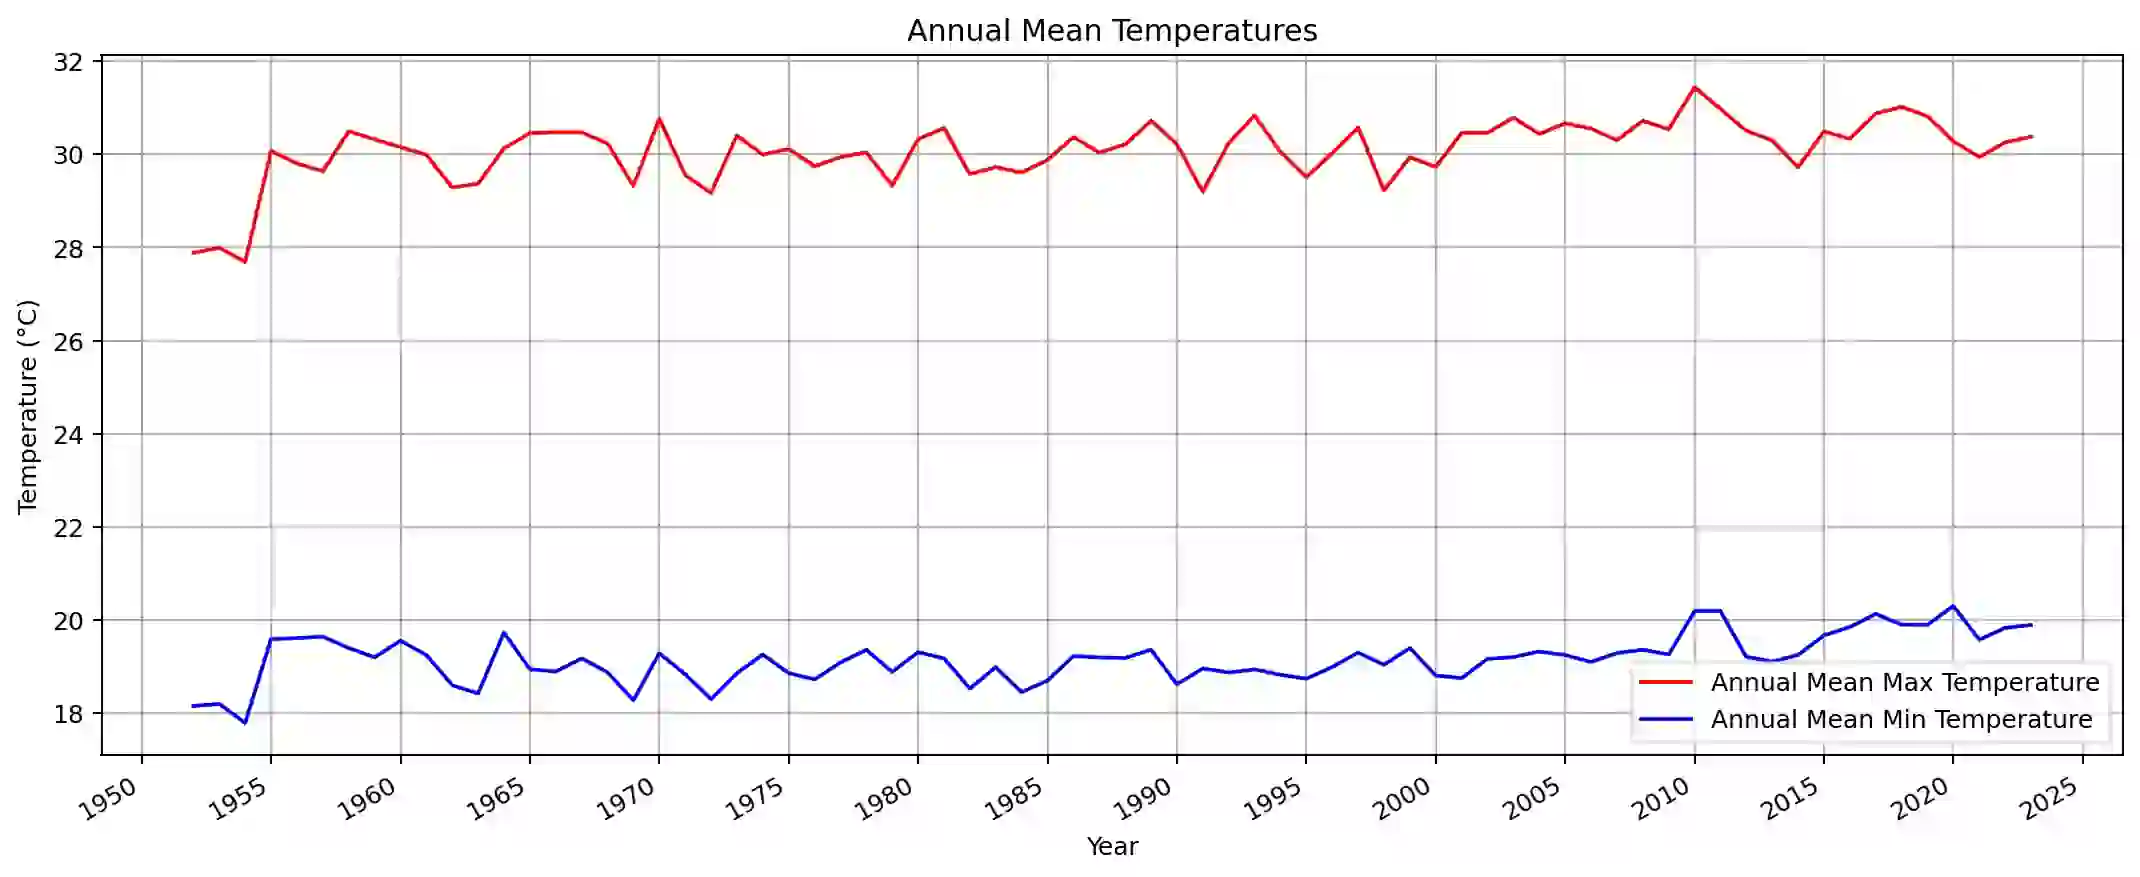 Annual Mean Temperatures
32
30
28
26
24
22
20
18
Temperature (°C)
Annual Mean Max Temperature
Annual Mean Min Temperature
1950 1955 1960 1965 1970 1975 1980 1985 1990 1995 2000 2005 2010 2015 2020 2025
Year